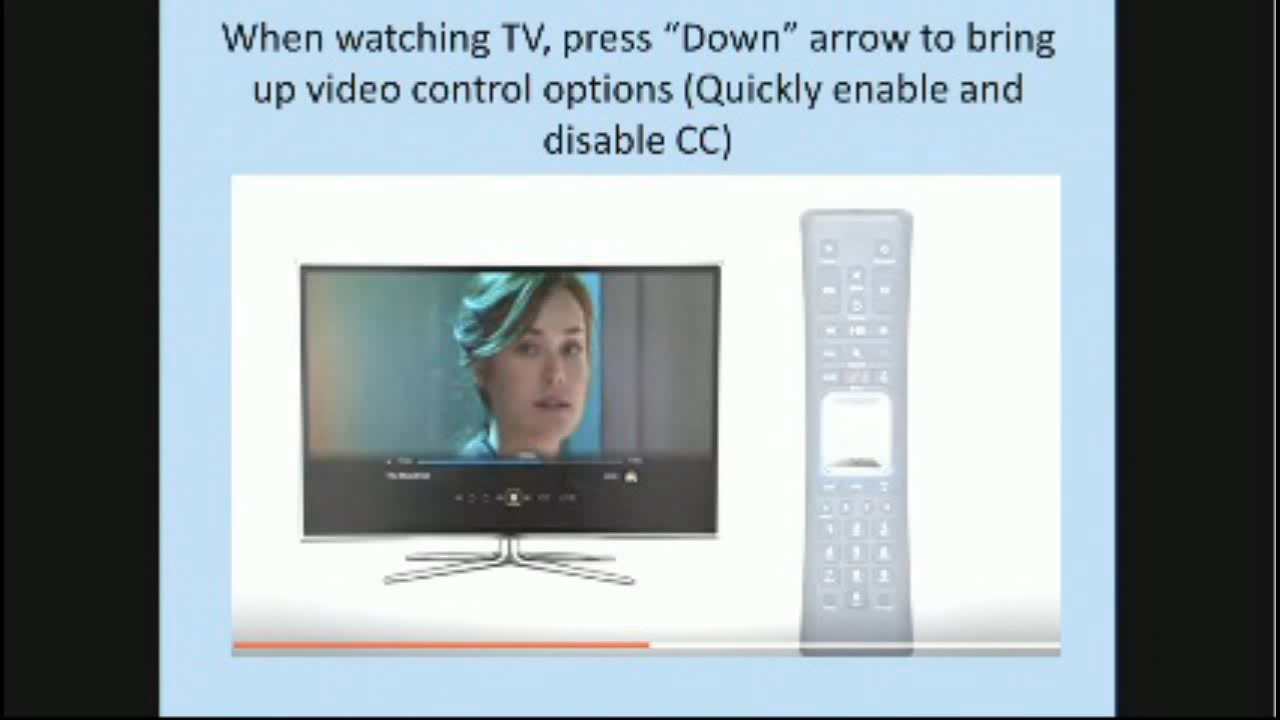 When watching TV, press “Down” arrow to bring
up video control options (Quickly enable and
disable CC)